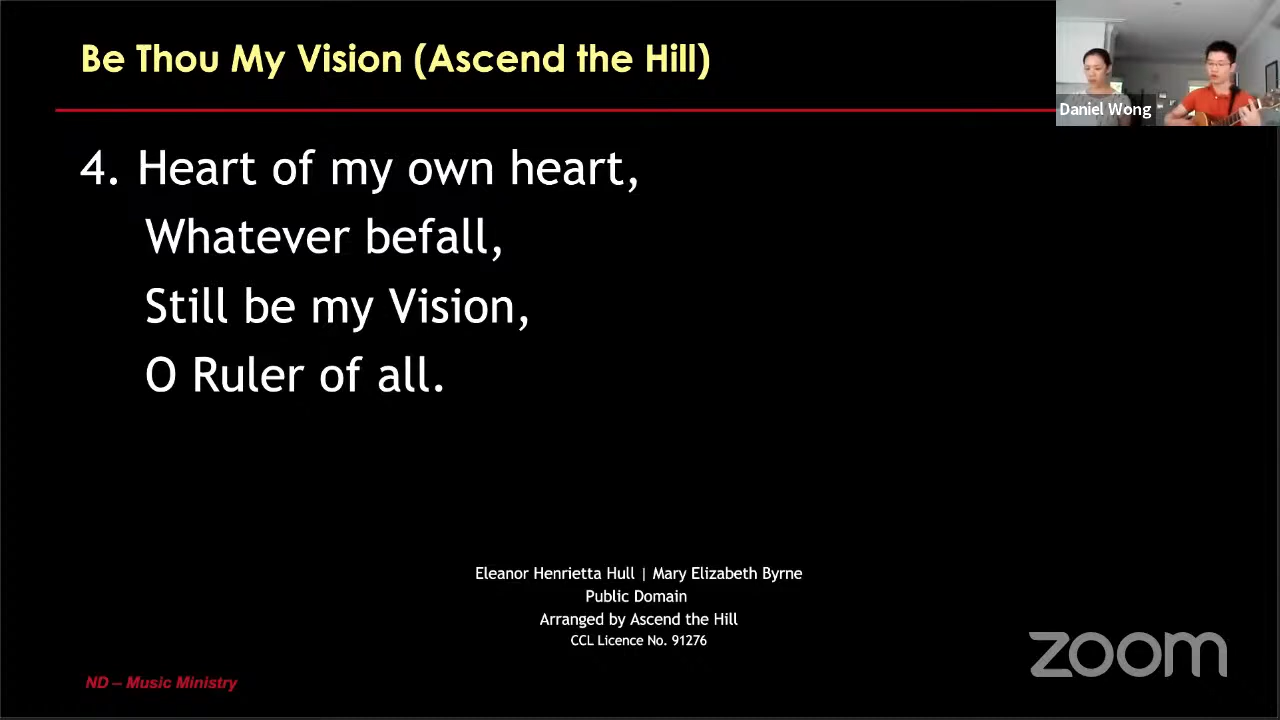 Be Thou My Vision (Ascend the Hill)
Daniel Wong
4. Heart of my own heart,
Whatever befall,
Still be my Vision,
O Ruler of all.
Eleanor Henrietta Hull | Mary Elizabeth Byrne
Public Domain
Arranged by Ascend the Hill
CCL Licence No. 91276
zoom
ND – Music Ministry